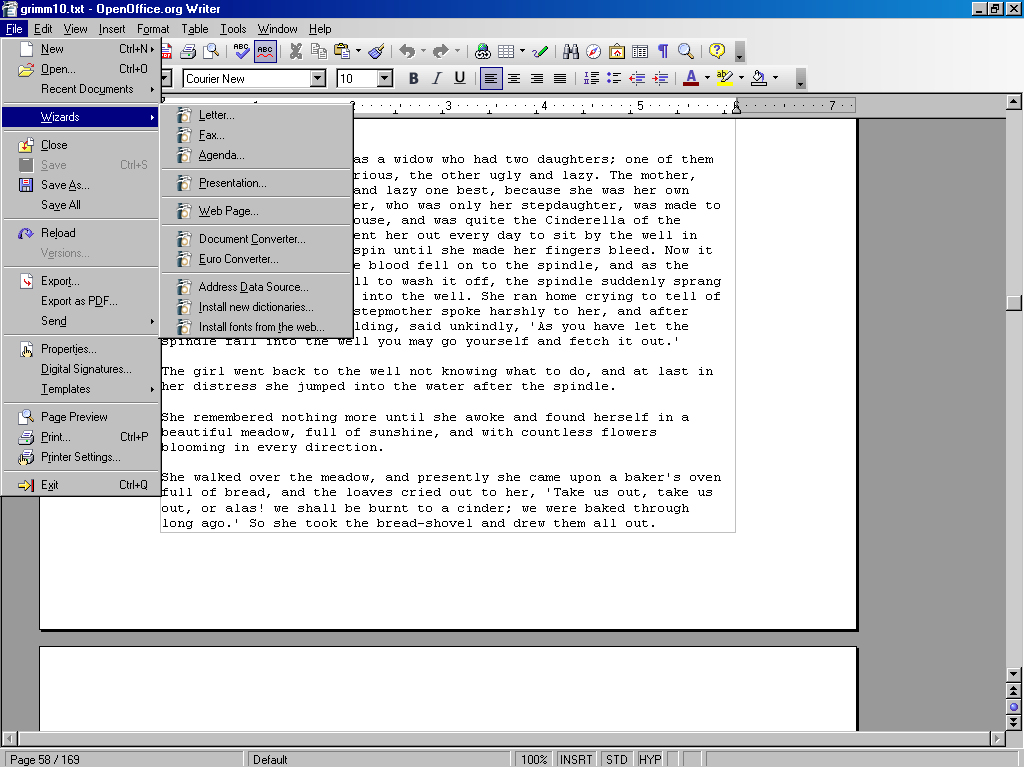 grimm10.txt - OpenOffice.org Writer
File Edit View Insert Format Table Tools Window Help
New Ctrl+N
Open... Ctrl+O
Recent Documents
Wizards
Close
Save Ctrl+S
Save As...
Save All
Reload
Versions...
Export...
Export as PDF...
Send
Properties...
Digital Signatures...
Templates
Page Preview
Print... Ctrl+P
Printer Settings...
Exit Ctrl+Q
Letter...
Fax...
Agenda...
Presentation...
Web Page...
Document Converter...
Euro Converter...
Address Data Source...
Install new dictionaries...
Install fonts from the web...
ABC ABC
Courier New 10 B I U A
3 4 5 6 7
as a widow who had two daughters; one of them
rious, the other ugly and lazy. The mother,
and lazy one best, because she was her own
er, who was only her stepdaughter, was made to
ouse, and was quite the Cinderella of the
ent her out every day to sit by the well in
spin until she made her fingers bleed. Now it
e blood fell on to the spindle, and as the
ll to wash it off, the spindle suddenly sprang
into the well. She ran home crying to tell of
stepmother spoke harshly to her, and after
lding, said unkindly, 'As you have let the
spindle fall into the well you may go yourself and fetch it out.'
The girl went back to the well not knowing what to do, and at last in
her distress she jumped into the water after the spindle.
She remembered nothing more until she awoke and found herself in a
beautiful meadow, full of sunshine, and with countless flowers
blooming in every direction.
She walked over the meadow, and presently she came upon a baker's oven
full of bread, and the loaves cried out to her, 'Take us out, take us
out, or alas! we shall be burnt to a cinder; we were baked through
long ago.' So she took the bread-shovel and drew them all out.
Page 58 / 169 Default 100% INSRT STD HYP